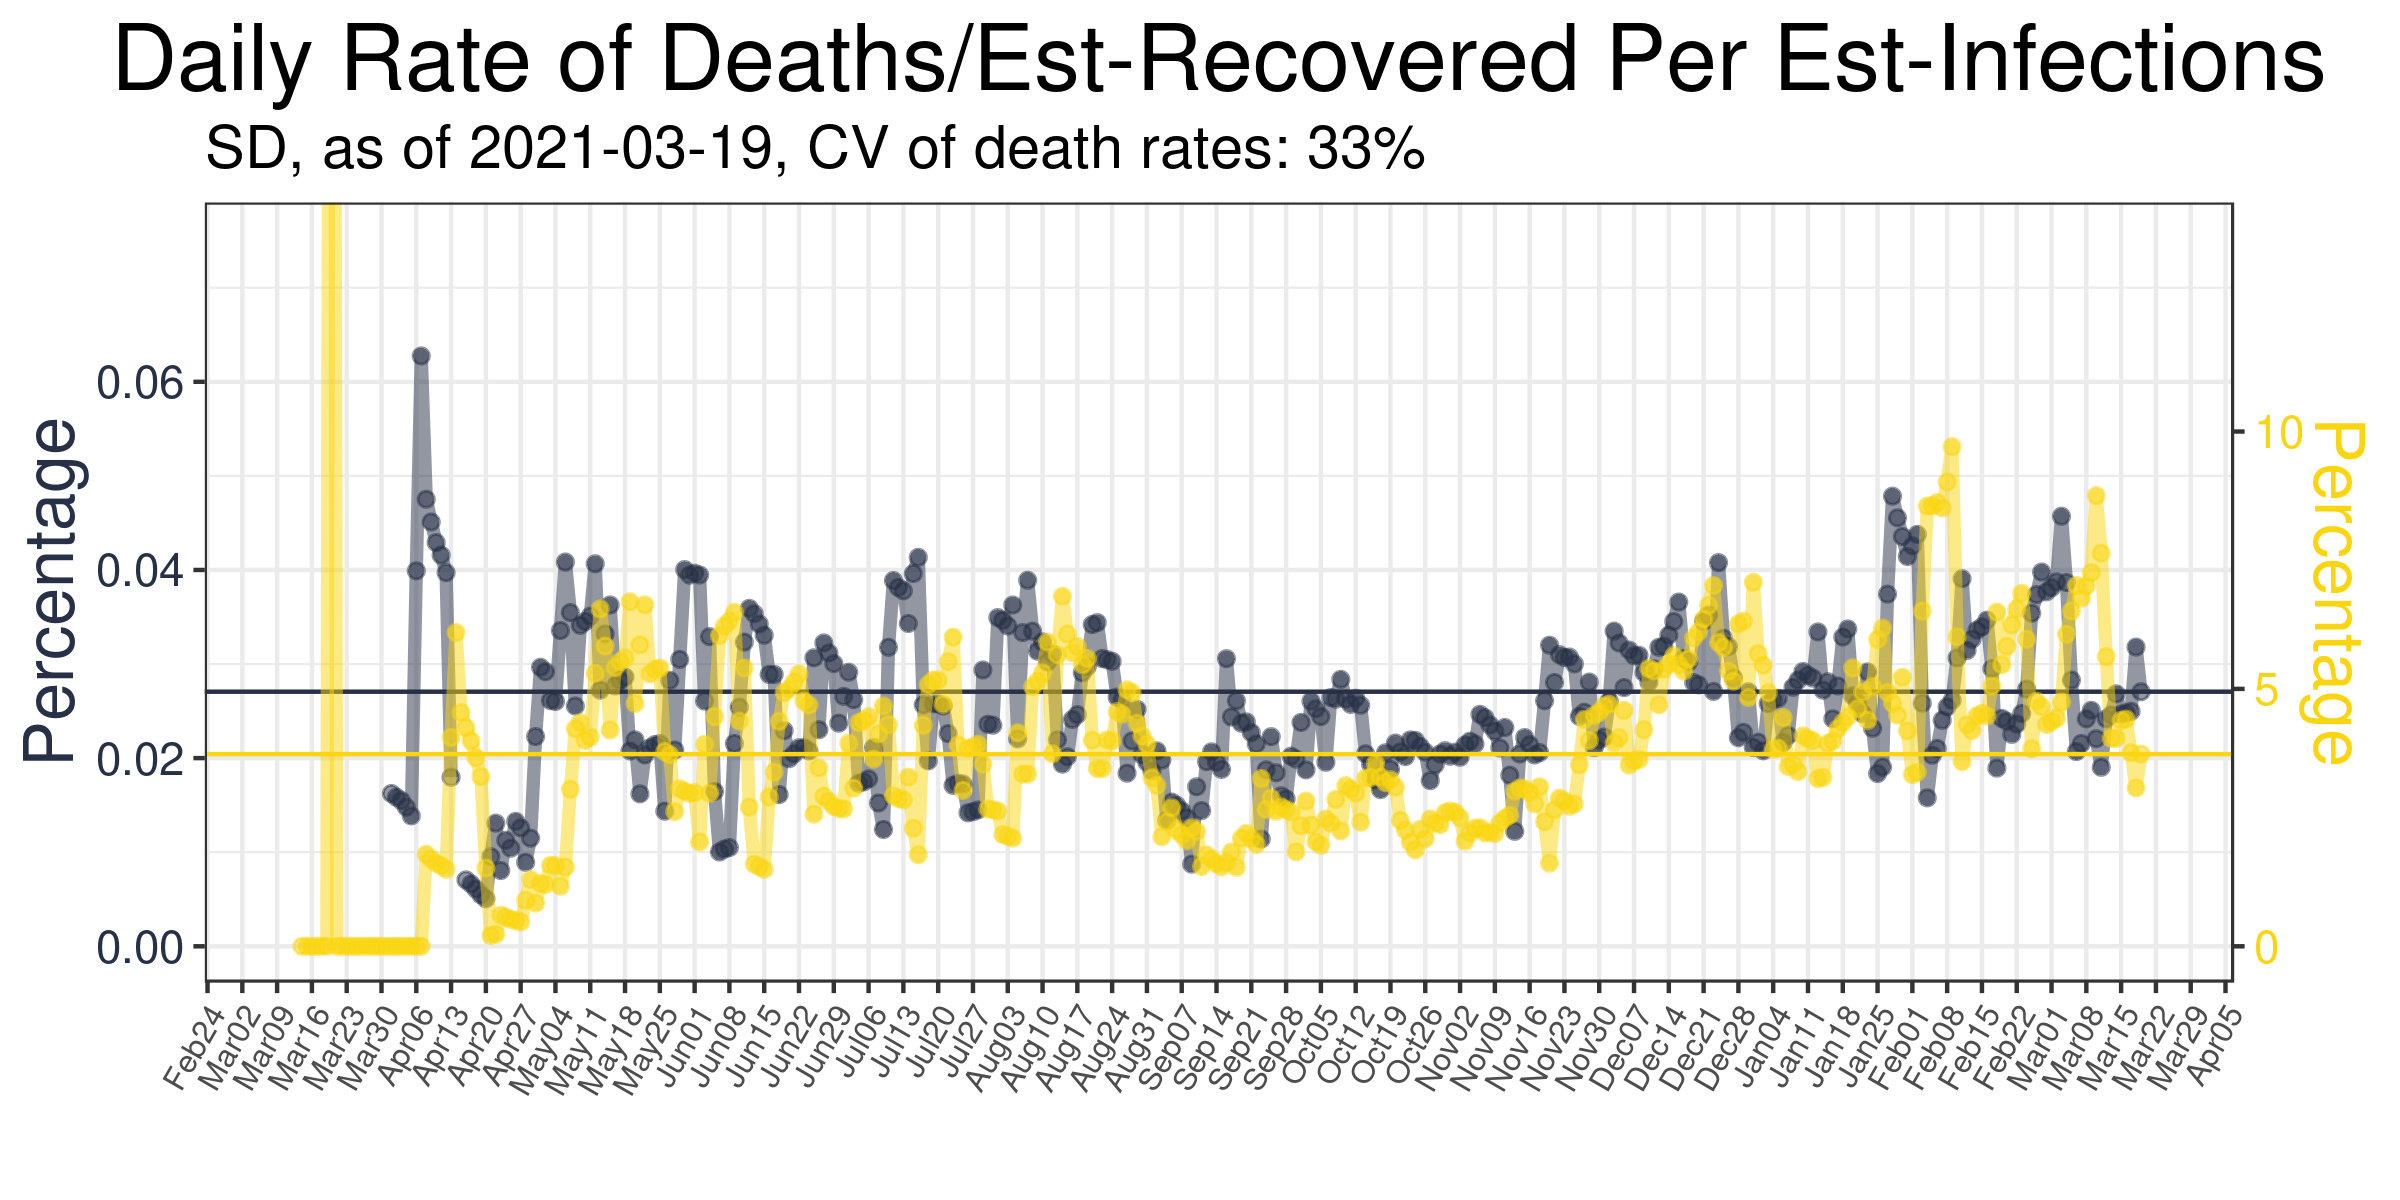 Daily Rate of Deaths/Est-Recovered Per Est-Infections
SD, as of 2021-03-19, CV of death rates: 33%
Percentage
0.06
0.04
0.02
0.00
10
5
0
Percentage
Feb24
Mar02
Mar09
Mar16
Mar23
Mar30
Apr06
Apr13
Apr20
Apr27
May04
May11
May18
May25
Jun01
Jun08
Jun15
Jun22
Jun29
Jul06
Jul13
Jul20
Jul27
Aug03
Aug10
Aug17
Aug24
Aug31
Sep07
Sep14
Sep21
Sep28
Oct05
Oct12
Oct19
Oct26
Nov02
Nov09
Nov16
Nov23
Nov30
Dec07
Dec14
Dec21
Dec28
Dec04
Jan11
Jan18
Jan25
Feb01
Feb08
Feb15
Feb22
Mar01
Mar08
Mar15
Mar22
Mar29
Apr05